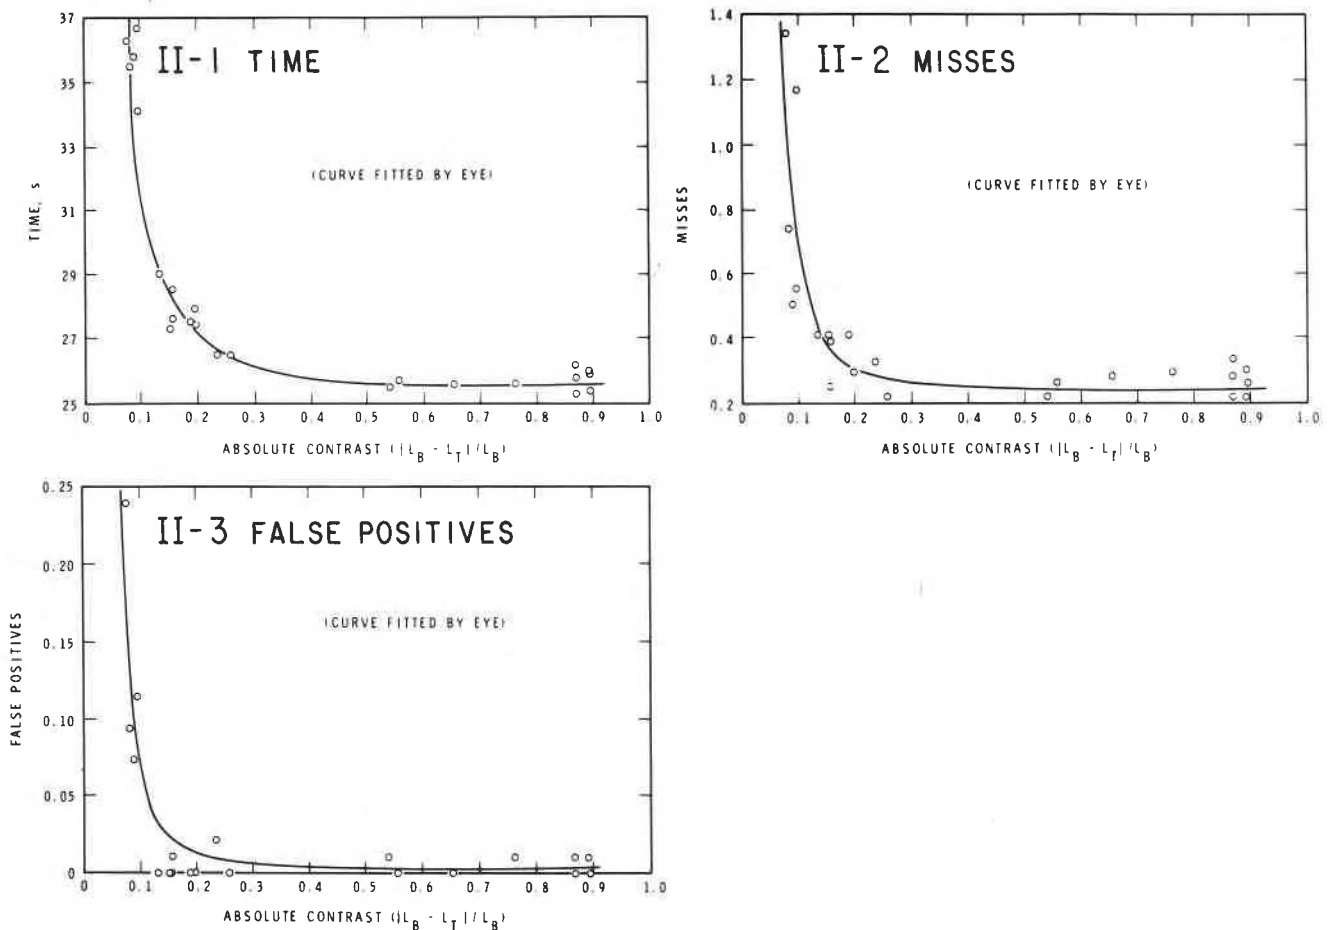 II-1 TIME
(CURVE FITTED BY EYE)
TIME, s
37
35
33
31
29
27
25
0 0.1 0.2 0.3 0.4 0.5 0.6 0.7 0.8 0.9 1.0
ABSOLUTE CONTRAST (|L_B - L_T|/L_B)
II-2 MISSES
(CURVE FITTED BY EYE)
MISSES
1.4
1.2
1.0
0.8
0.6
0.4
0.2
0 0.1 0.2 0.3 0.4 0.5 0.6 0.7 0.8 0.9 1.0
ABSOLUTE CONTRAST (|L_B - L_T|/L_B)
II-3 FALSE POSITIVES
(CURVE FITTED BY EYE)
FALSE POSITIVES
0.25
0.20
0.15
0.10
0.05
0
0 0.1 0.2 0.3 0.4 0.5 0.6 0.7 0.8 0.9 1.0
ABSOLUTE CONTRAST (|L_B - L_T|/L_B)